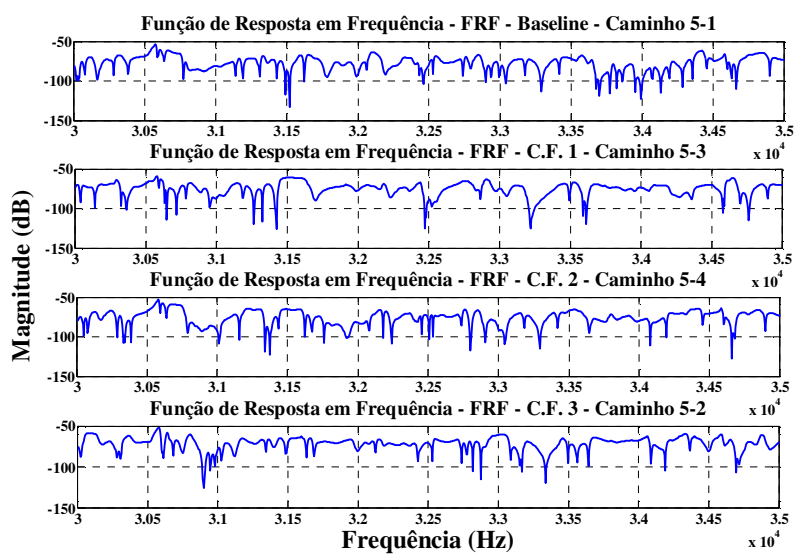 Função de Resposta em Frequência - FRF - Baseline - Caminho 5-1
-50
-100
-150
3 3.05 3.1 3.15 3.2 3.25 3.3 3.35 3.4 3.45 3.5
x 10^4
Função de Resposta em Frequência - FRF - C.F. 1 - Caminho 5-3
-50
-100
-150
3 3.05 3.1 3.15 3.2 3.25 3.3 3.35 3.4 3.45 3.5
x 10^4
Função de Resposta em Frequência - FRF - C.F. 2 - Caminho 5-4
-50
-100
-150
3 3.05 3.1 3.15 3.2 3.25 3.3 3.35 3.4 3.45 3.5
x 10^4
Função de Resposta em Frequência - FRF - C.F. 3 - Caminho 5-2
-50
-100
-150
3 3.05 3.1 3.15 3.2 3.25 3.3 3.35 3.4 3.45 3.5
x 10^4
Frequência (Hz)
Magnitude (dB)